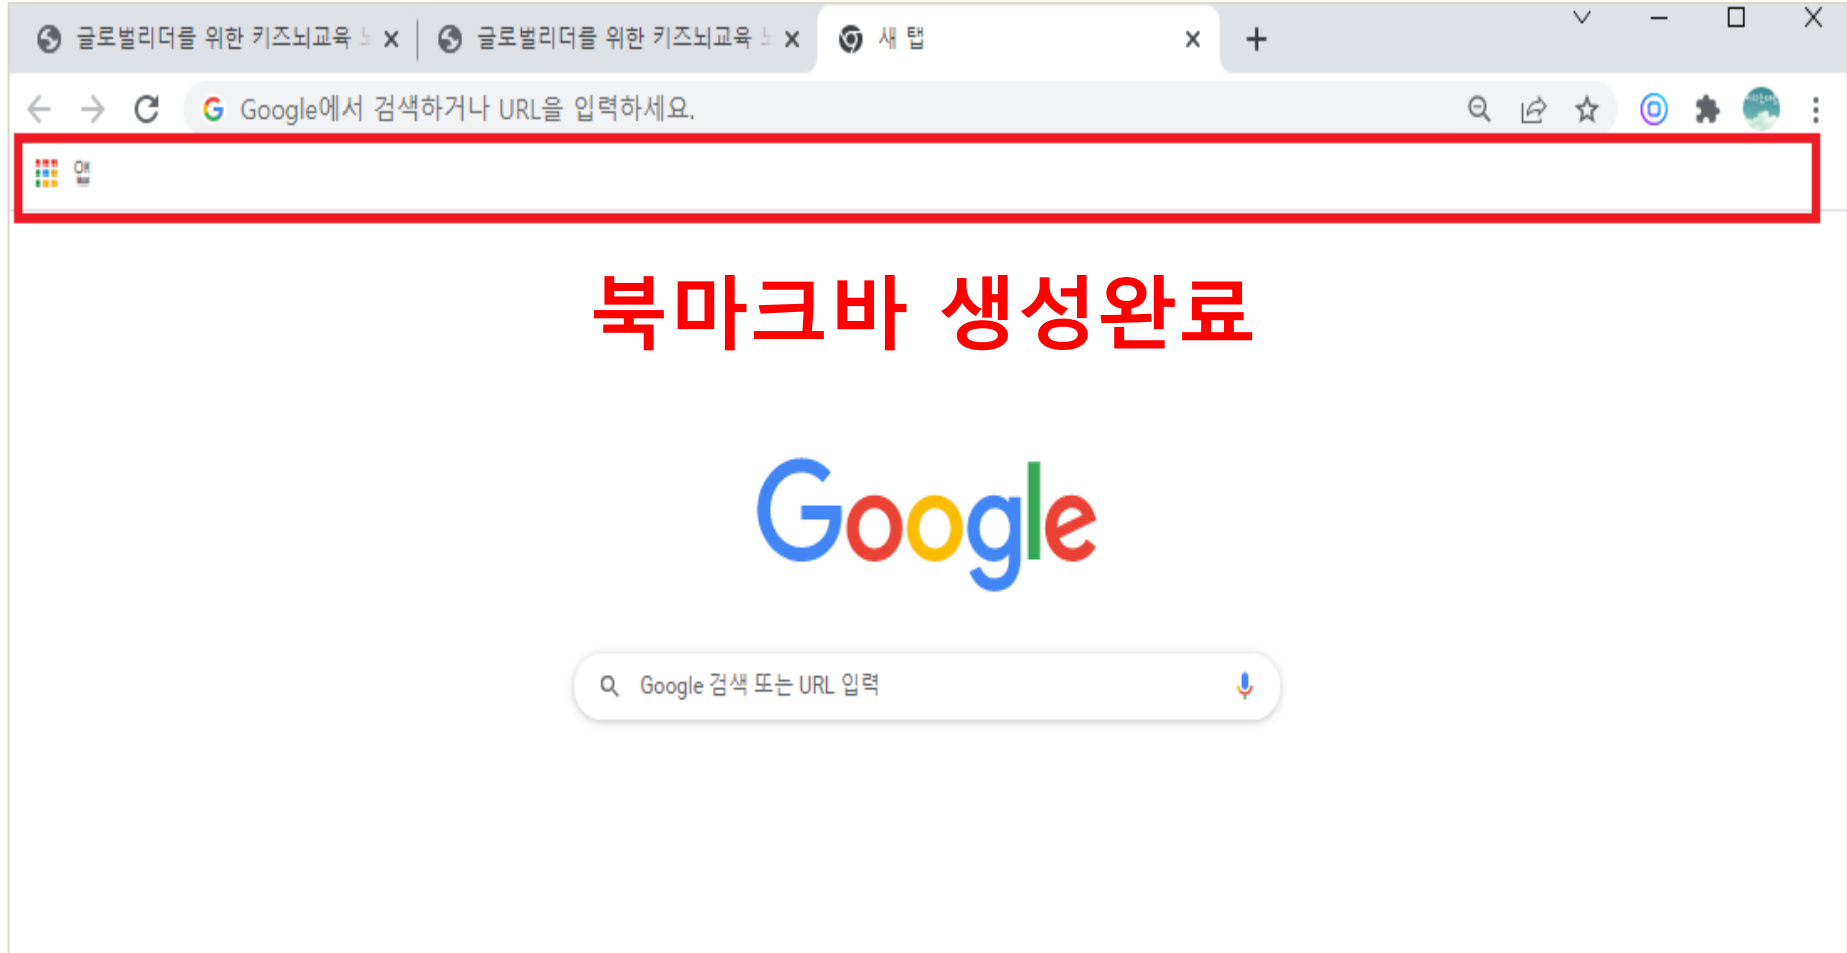 글로벌리더를 위한 키즈뇌교육
글로벌리더를 위한 키즈뇌교육
새 탭
Google에서 검색하거나 URL을 입력하세요.
앱
북마크바 생성완료
Google
Google 검색 또는 URL 입력